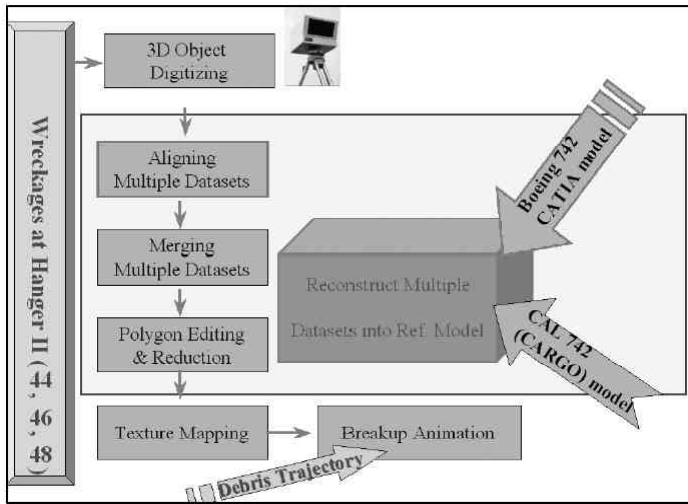 Wreckages at Hanger II (44, 46, 48)
3D Object
Digitizing
Aligning
Multiple Datasets
Merging
Multiple Datasets
Polygon Editing
& Reduction
Texture Mapping
Breakup Animation
Debris Trajectory
Reconstruct Multiple
Datasets into Ref. Model
Boeing 742
CATIA model
CAL 742
(CARGO) model